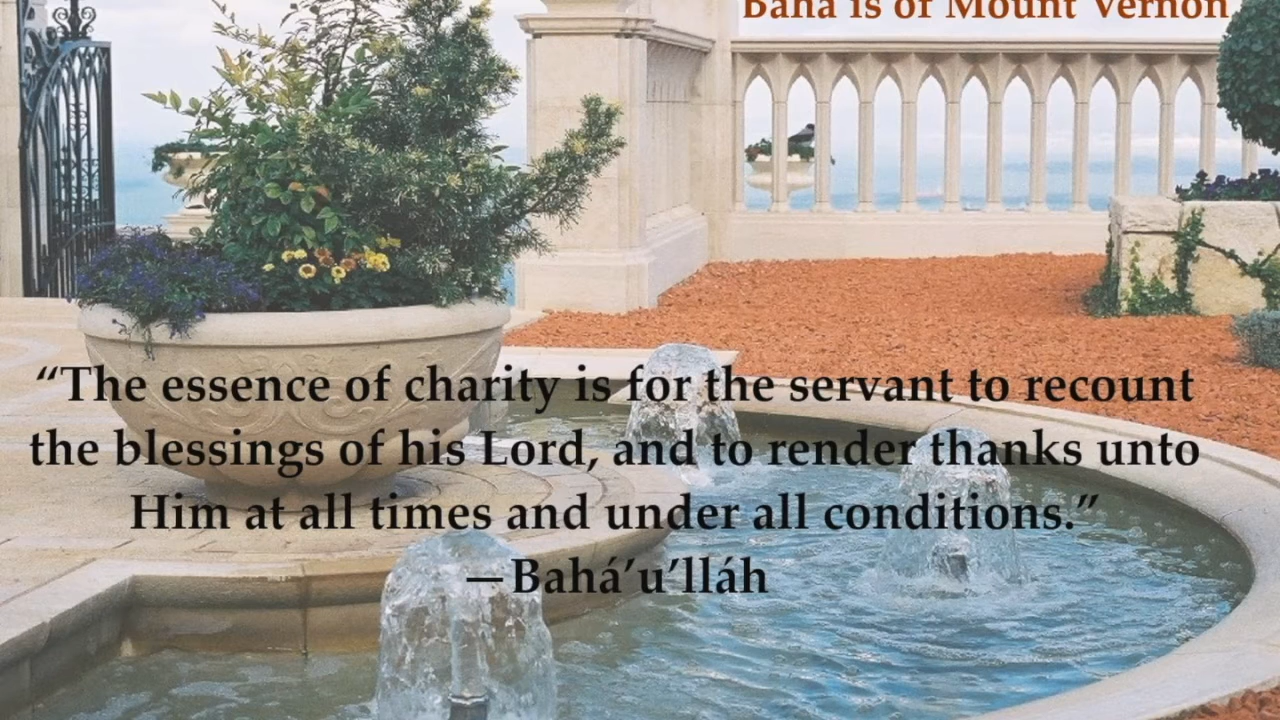 Bahá'ís of Mount Vernon
“The essence of charity is for the servant to recount
the blessings of his Lord, and to render thanks unto
Him at all times and under all conditions.”
—Bahá’u’lláh